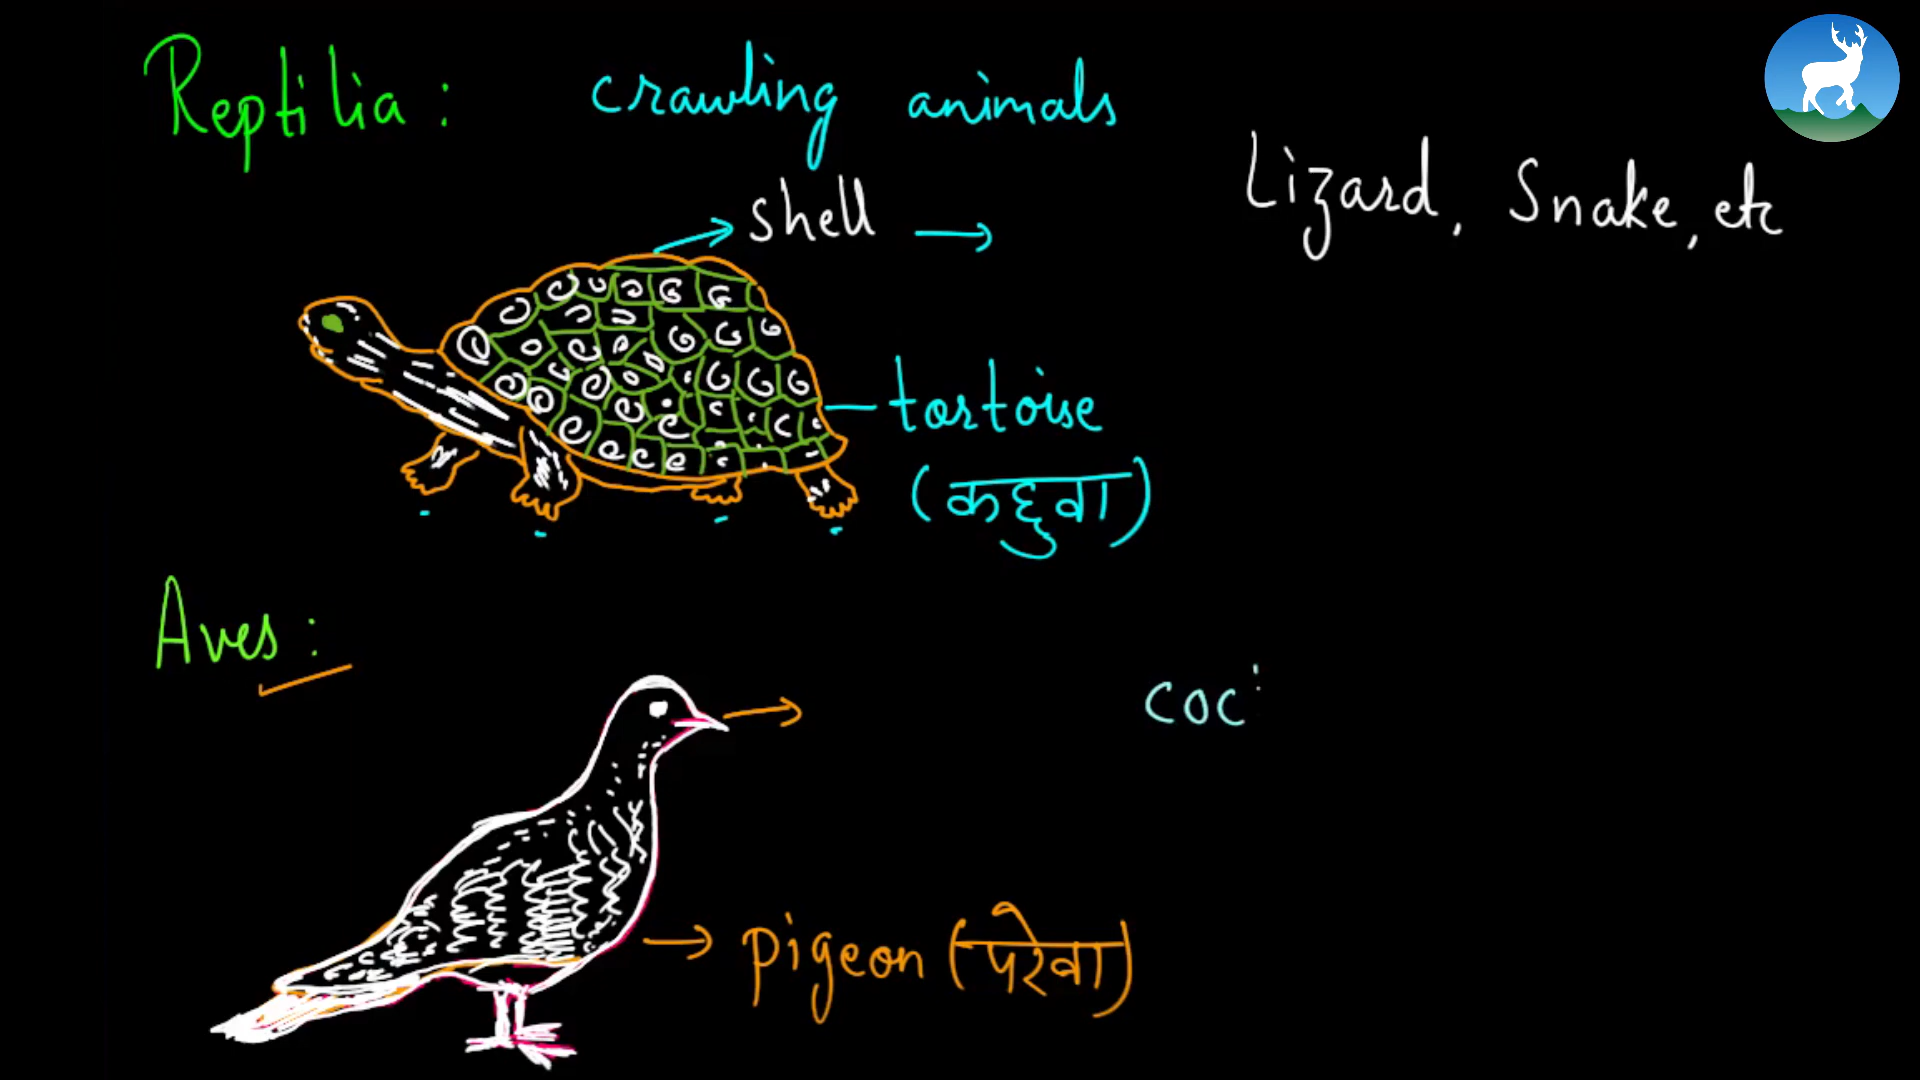 Reptilia : crawling animals
Lizard, Snake, etc
shell
tortoise
(कछुवा)
Aves :
coc
pigeon (परेवा)